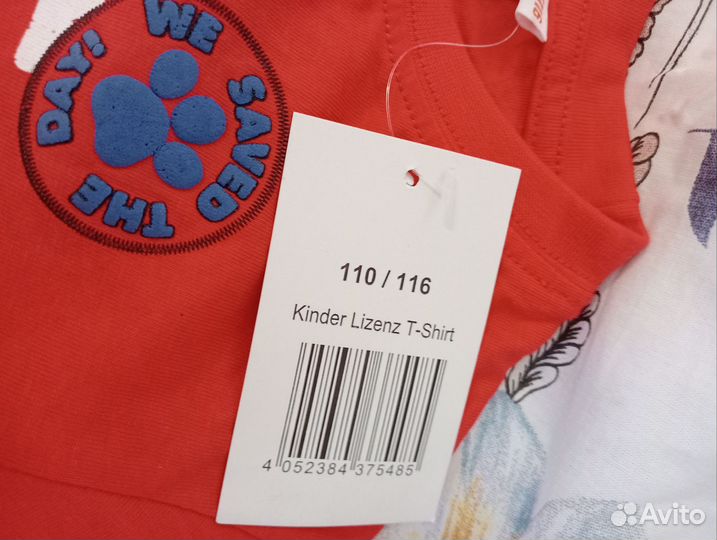 WE SAVED THE DAY!
110 / 116
Kinder Lizenz T-Shirt
4 052384 375485
Avito